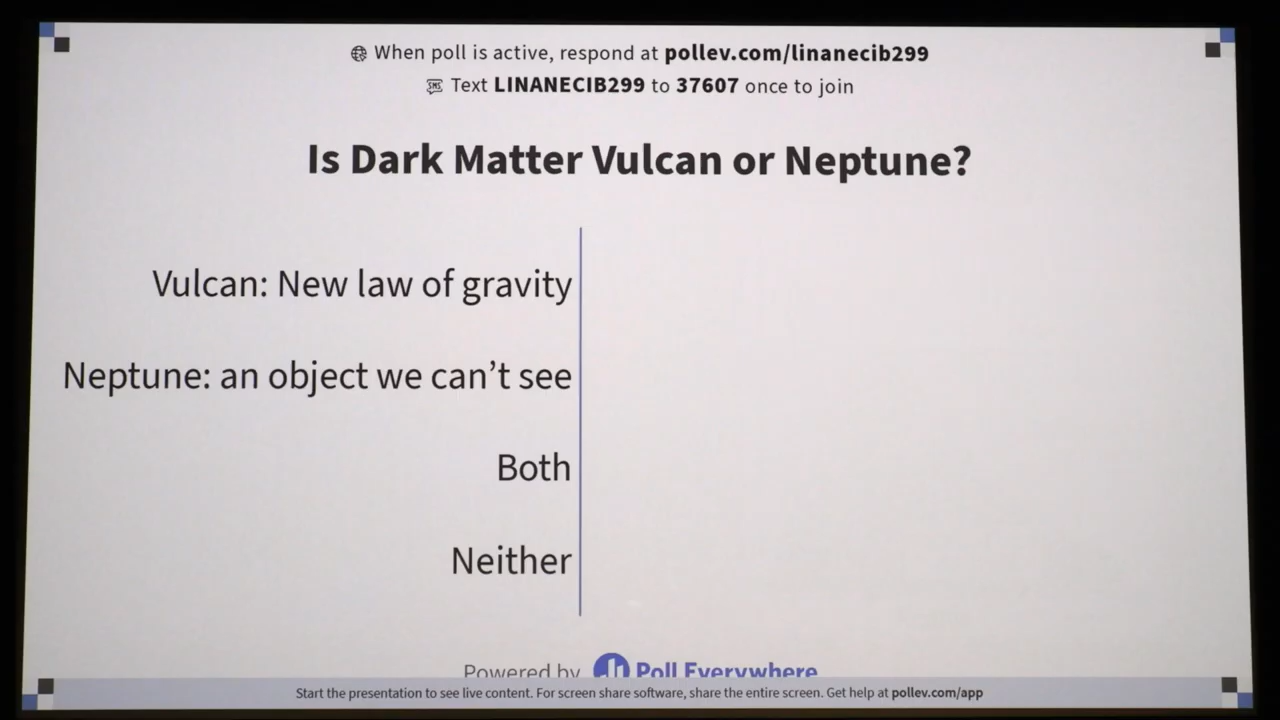 When poll is active, respond at pollev.com/linanecib299
Text LINANECIB299 to 37607 once to join
Is Dark Matter Vulcan or Neptune?
Vulcan: New law of gravity
Neptune: an object we can’t see
Both
Neither
Powered by Poll Everywhere
Start the presentation to see live content. For screen share software, share the entire screen. Get help at pollev.com/app